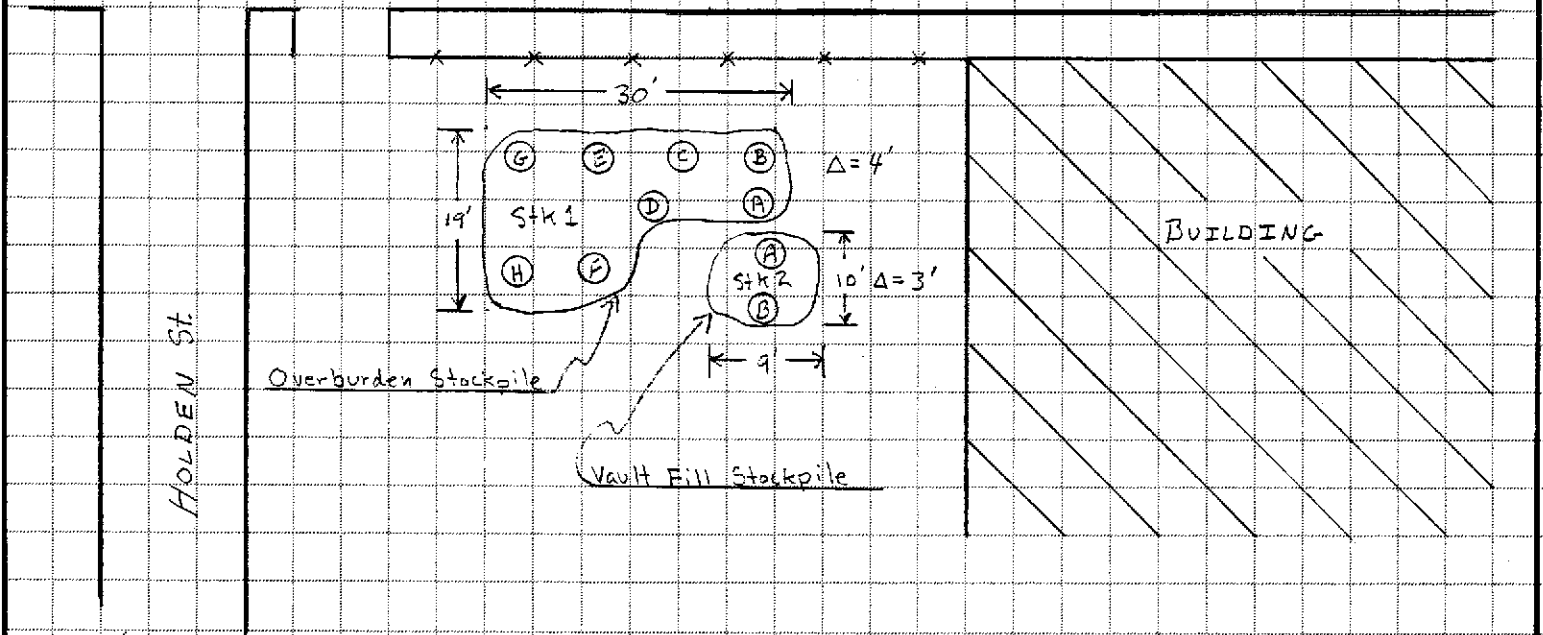 30'
G E C B
Δ = 4'
19'
Stk 1
D A
H F
A
Stk 2
10' Δ = 3'
B
9'
BUILDING
HOLDEN St.
Overburden Stockpile
Vault Fill Stockpile